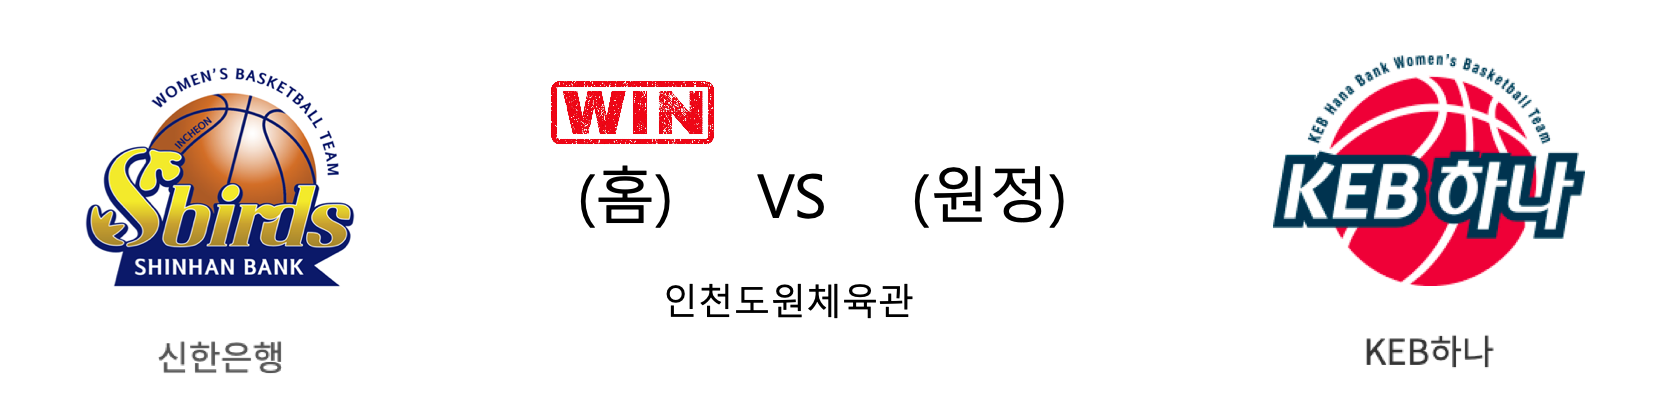 WOMEN'S BASKETBALL TEAM
INCHEON
Sbirds
SHINHAN BANK
신한은행
WIN
(홈) VS (원정)
인천도원체육관
KEB Hana Bank Women's Basketball Team
KEB 하나
KEB하나